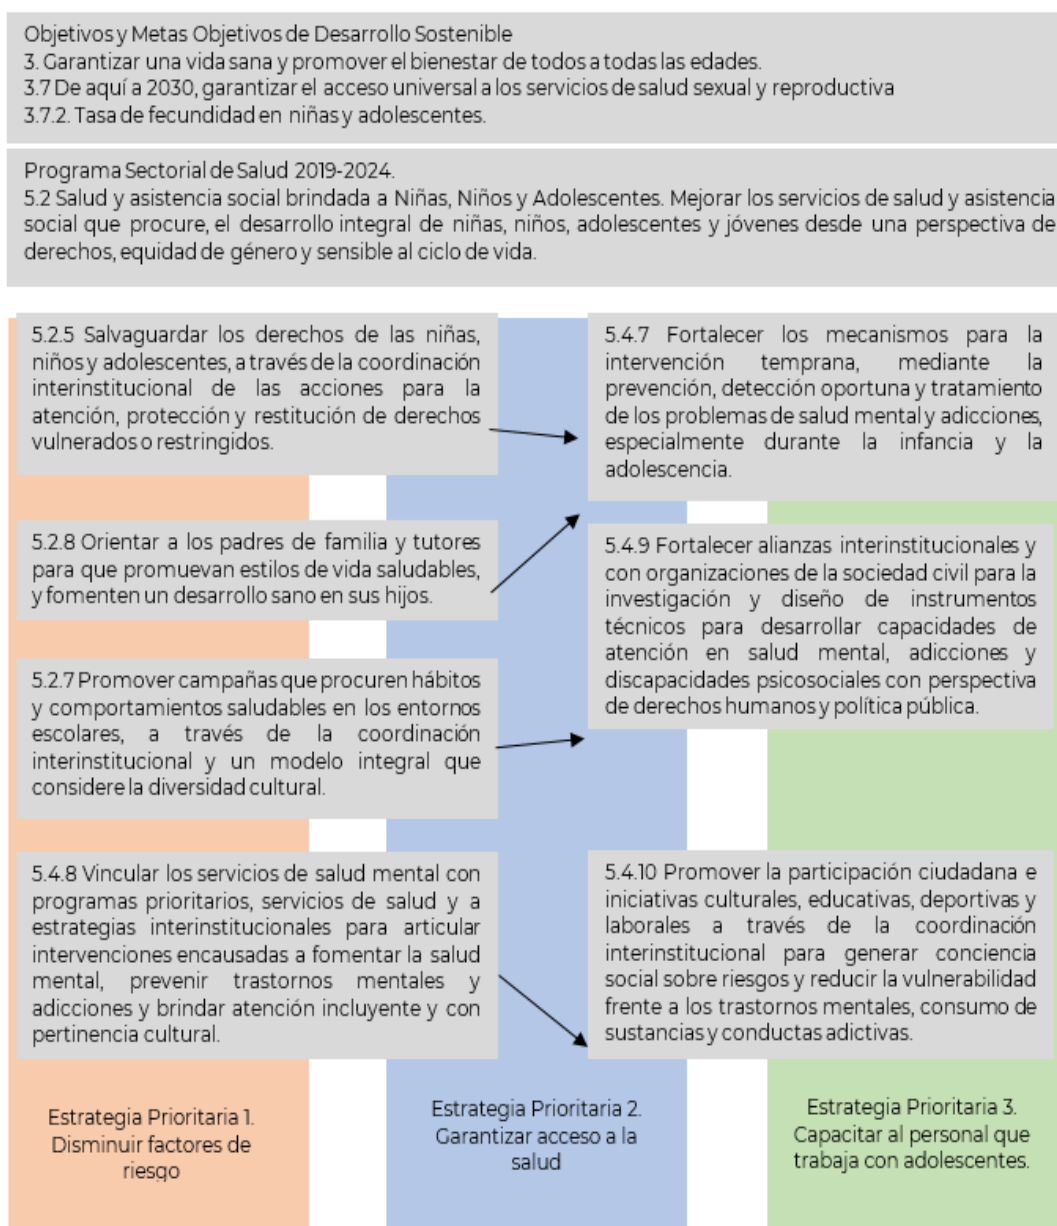 Objetivos y Metas Objetivos de Desarrollo Sostenible
3. Garantizar una vida sana y promover el bienestar de todos a todas las edades.
3.7 De aquí a 2030, garantizar el acceso universal a los servicios de salud sexual y reproductiva
3.7.2. Tasa de fecundidad en niñas y adolescentes.
Programa Sectorial de Salud 2019-2024.
5.2 Salud y asistencia social brindada a Niñas, Niños y Adolescentes. Mejorar los servicios de salud y asistencia
social que procure, el desarrollo integral de niñas, niños, adolescentes y jóvenes desde una perspectiva de
derechos, equidad de género y sensible al ciclo de vida.
5.2.5 Salvaguardar los derechos de las niñas,
niños y adolescentes, a través de la coordinación
interinstitucional de las acciones para la
atención, protección y restitución de derechos
vulnerados o restringidos.
5.4.7 Fortalecer los mecanismos para la
intervención temprana, mediante la
prevención, detección oportuna y tratamiento
de los problemas de salud mental y adicciones,
especialmente durante la infancia y la
adolescencia.
5.2.8 Orientar a los padres de familia y tutores
para que promuevan estilos de vida saludables,
y fomenten un desarrollo sano en sus hijos.
5.4.9 Fortalecer alianzas interinstitucionales y
con organizaciones de la sociedad civil para la
investigación y diseño de instrumentos
técnicos para desarrollar capacidades de
atención en salud mental, adicciones y
discapacidades psicosociales con perspectiva
de derechos humanos y política pública.
5.2.7 Promover campañas que procuren hábitos
y comportamientos saludables en los entornos
escolares, a través de la coordinación
interinstitucional y un modelo integral que
considere la diversidad cultural.
5.4.8 Vincular los servicios de salud mental con
programas prioritarios, servicios de salud y a
estrategias interinstitucionales para articular
intervenciones encausadas a fomentar la salud
mental, prevenir trastornos mentales y
adicciones y brindar atención incluyente y con
pertinencia cultural.
5.4.10 Promover la participación ciudadana e
iniciativas culturales, educativas, deportivas y
laborales a través de la coordinación
interinstitucional para generar conciencia
social sobre riesgos y reducir la vulnerabilidad
frente a los trastornos mentales, consumo de
sustancias y conductas adictivas.
Estrategia Prioritaria 1.
Disminuir factores de
riesgo
Estrategia Prioritaria 2.
Garantizar acceso a la
salud
Estrategia Prioritaria 3.
Capacitar al personal que
trabaja con adolescentes.